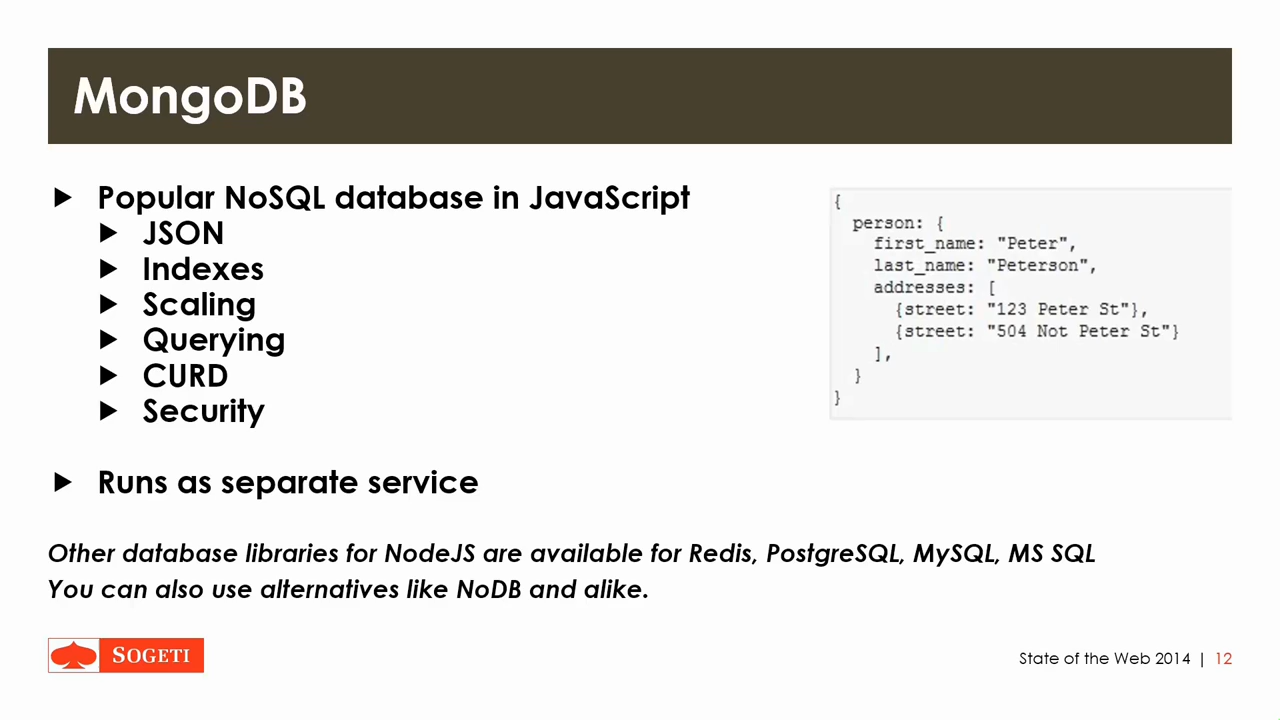 MongoDB
Popular NoSQL database in JavaScript
JSON
Indexes
Scaling
Querying
CURD
Security
Runs as separate service
{
person: {
first_name: "Peter",
last_name: "Peterson",
addresses: [
{street: "123 Peter St"},
{street: "504 Not Peter St"}
],
}
}
Other database libraries for NodeJS are available for Redis, PostgreSQL, MySQL, MS SQL
You can also use alternatives like NoDB and alike.
SOGETI
State of the Web 2014 | 12